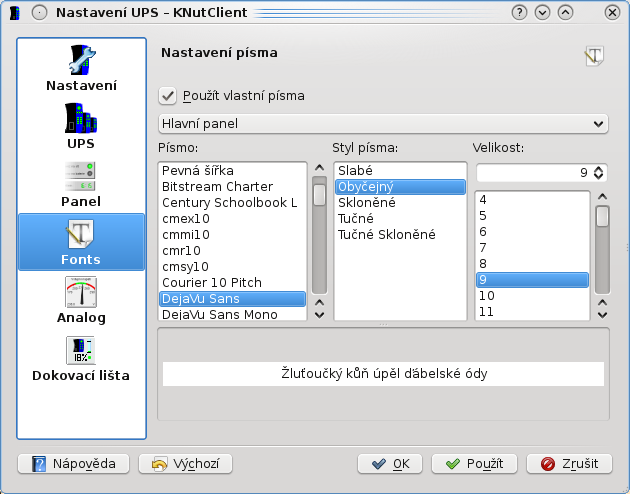 Nastavení UPS – KNutClient
Nastavení
UPS
Panel
Fonts
Analog
18%
Dokovací lišta
Nastavení písma
Použít vlastní písma
Hlavní panel
Písmo:
Pevná šířka
Bitstream Charter
Century Schoolbook L
cmex10
cmmi10
cmr10
cmsy10
Courier 10 Pitch
DejaVu Sans
DejaVu Sans Mono
Styl písma:
Slabé
Obyčejný
Skloněné
Tučné
Tučné Skloněné
Velikost:
9
4
5
6
7
8
9
10
11
Žluťoučký kůň úpěl ďábelské ódy
Nápověda
Výchozí
OK
Použít
Zrušit